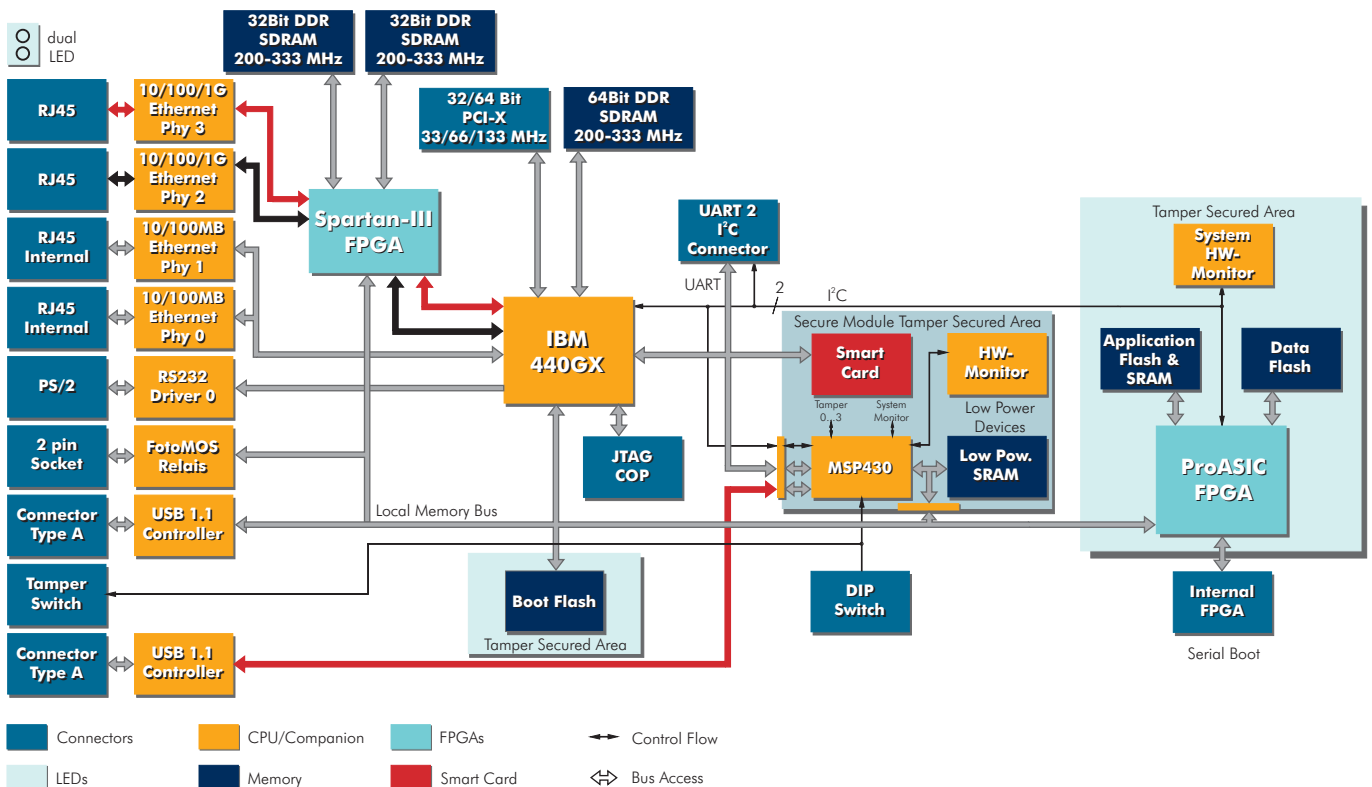 dual
LED
32Bit DDR
SDRAM
200-333 MHz
32Bit DDR
SDRAM
200-333 MHz
RJ45
10/100/1G
Ethernet
Phy 3
32/64 Bit
PCI-X
33/66/133 MHz
64Bit DDR
SDRAM
200-333 MHz
RJ45
10/100/1G
Ethernet
Phy 2
Spartan-III
FPGA
RJ45
Internal
10/100MB
Ethernet
Phy 1
UART 2
I²C
Connector
Tamper Secured Area
System
HW-
Monitor
RJ45
Internal
10/100MB
Ethernet
Phy 0
UART
2
I²C
IBM
440GX
Secure Module Tamper Secured Area
Smart
Card
HW-
Monitor
Application
Flash &
SRAM
Data
Flash
PS/2
RS232
Driver 0
Tamper
0...3
System
Monitor
Low Power
Devices
2 pin
Socket
FotoMOS
Relais
JTAG
COP
MSP430
Low Pow.
SRAM
ProASIC
FPGA
Connector
Type A
USB 1.1
Controller
Local Memory Bus
Tamper
Switch
Boot Flash
Tamper Secured Area
DIP
Switch
Internal
FPGA
Serial Boot
Connector
Type A
USB 1.1
Controller
Connectors
CPU/Companion
FPGAs
Control Flow
LEDs
Memory
Smart Card
Bus Access